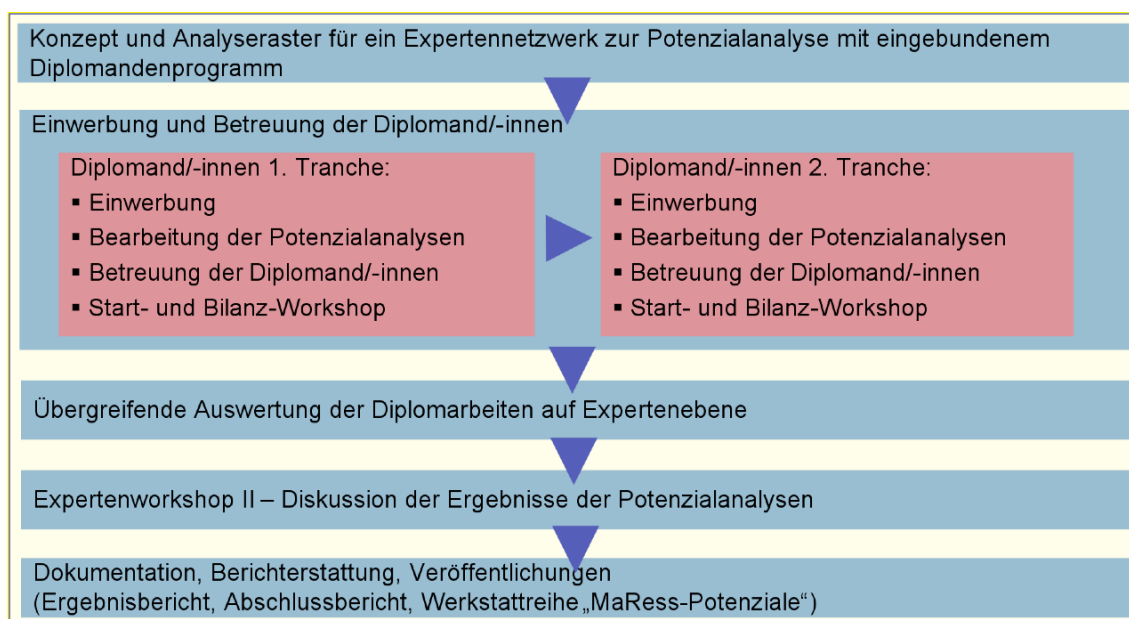 Konzept und Analyseraster für ein Expertennetzwerk zur Potenzialanalyse mit eingebundenem
Diplomandenprogramm
Einwerbung und Betreuung der Diplomand/-innen
Diplomand/-innen 1. Tranche:
▪ Einwerbung
▪ Bearbeitung der Potenzialanalysen
▪ Betreuung der Diplomand/-innen
▪ Start- und Bilanz-Workshop
Diplomand/-innen 2. Tranche:
▪ Einwerbung
▪ Bearbeitung der Potenzialanalysen
▪ Betreuung der Diplomand/-innen
▪ Start- und Bilanz-Workshop
Übergreifende Auswertung der Diplomarbeiten auf Expertenebene
Expertenworkshop II – Diskussion der Ergebnisse der Potenzialanalysen
Dokumentation, Berichterstattung, Veröffentlichungen
(Ergebnisbericht, Abschlussbericht, Werkstattreihe „MaRess-Potenziale“)